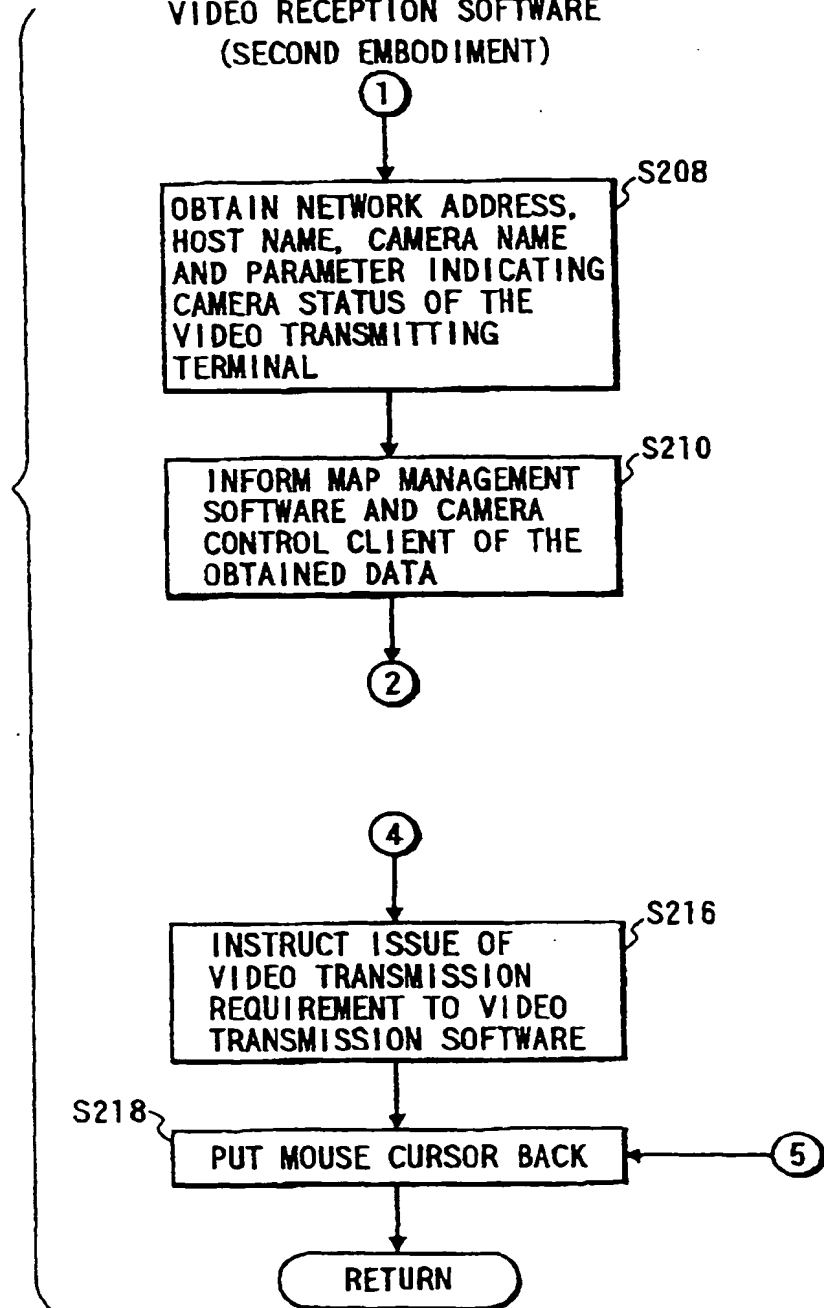 VIDEO RECEPTION SOFTWARE
(SECOND EMBODIMENT)
1
S208
OBTAIN NETWORK ADDRESS,
HOST NAME, CAMERA NAME
AND PARAMETER INDICATING
CAMERA STATUS OF THE
VIDEO TRANSMITTING
TERMINAL
S210
INFORM MAP MANAGEMENT
SOFTWARE AND CAMERA
CONTROL CLIENT OF THE
OBTAINED DATA
2
4
S216
INSTRUCT ISSUE OF
VIDEO TRANSMISSION
REQUIREMENT TO VIDEO
TRANSMISSION SOFTWARE
S218
PUT MOUSE CURSOR BACK
5
RETURN